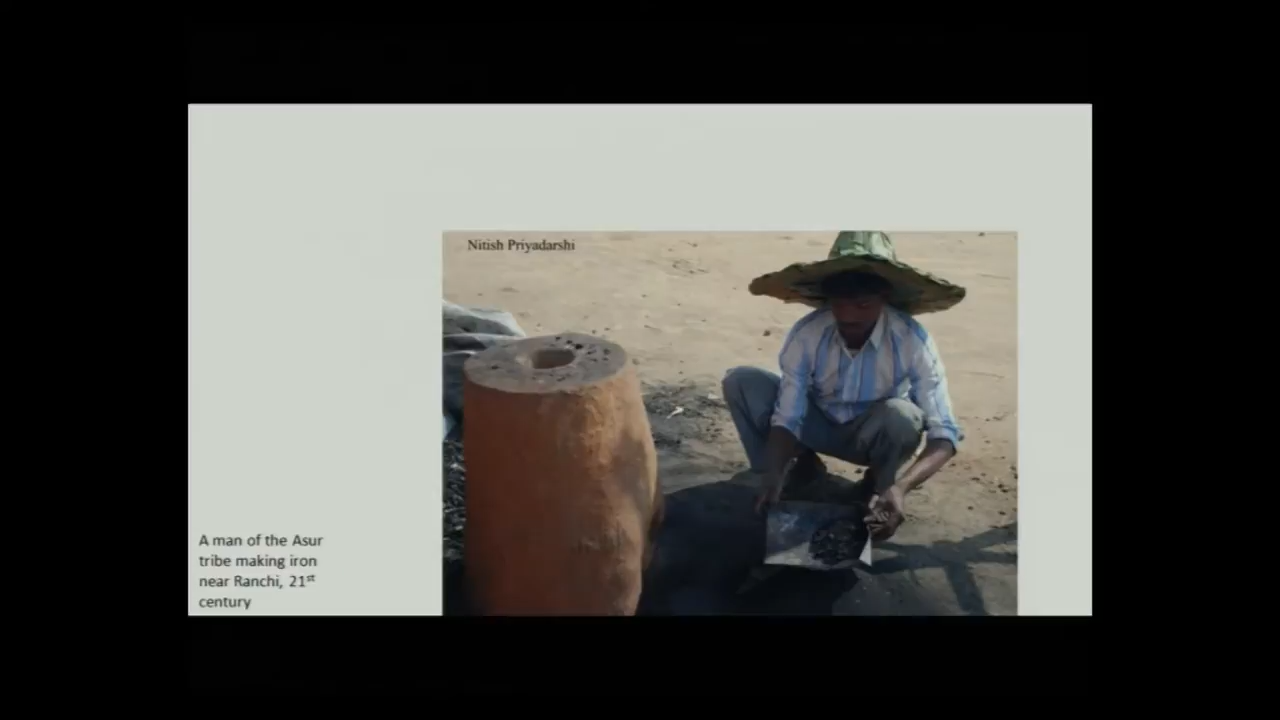 Nitish Priyadarshi
A man of the Asur
tribe making iron
near Ranchi, 21st
century